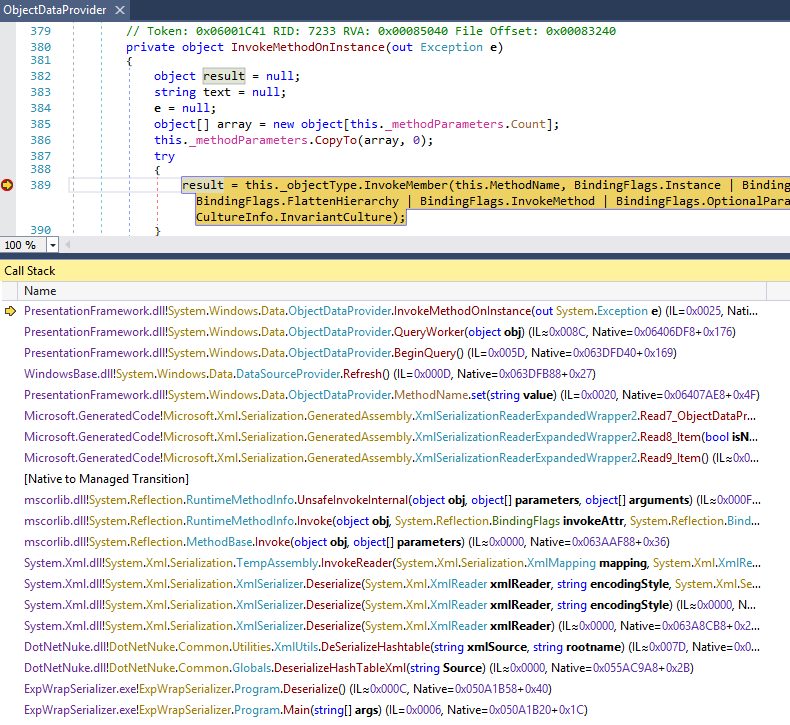 ObjectDataProvider ×
379 // Token: 0x06001C41 RID: 7233 RVA: 0x00085040 File Offset: 0x00083240
380 private object InvokeMethodOnInstance(out Exception e)
381 {
382 object result = null;
383 string text = null;
384 e = null;
385 object[] array = new object[this._methodParameters.Count];
386 this._methodParameters.CopyTo(array, 0);
387 try
388 {
389 result = this._objectType.InvokeMember(this.MethodName, BindingFlags.Instance | Binding
BindingFlags.FlattenHierarchy | BindingFlags.InvokeMethod | BindingFlags.OptionalPara
CultureInfo.InvariantCulture);
390 }
100 %
Call Stack
Name
PresentationFramework.dll!System.Windows.Data.ObjectDataProvider.InvokeMethodOnInstance(out System.Exception e) (IL=0x0025, Nati...
PresentationFramework.dll!System.Windows.Data.ObjectDataProvider.QueryWorker(object obj) (IL≈0x008C, Native=0x06406DF8+0x176)
PresentationFramework.dll!System.Windows.Data.ObjectDataProvider.BeginQuery() (IL=0x005D, Native=0x063DFD40+0x169)
WindowsBase.dll!System.Windows.Data.DataSourceProvider.Refresh() (IL=0x000D, Native=0x063DFB88+0x27)
PresentationFramework.dll!System.Windows.Data.ObjectDataProvider.MethodName.set(string value) (IL=0x0020, Native=0x06407AE8+0x4F)
Microsoft.GeneratedCode!Microsoft.Xml.Serialization.GeneratedAssembly.XmlSerializationReaderExpandedWrapper2.Read7_ObjectDataPr...
Microsoft.GeneratedCode!Microsoft.Xml.Serialization.GeneratedAssembly.XmlSerializationReaderExpandedWrapper2.Read8_Item(bool isN...
Microsoft.GeneratedCode!Microsoft.Xml.Serialization.GeneratedAssembly.XmlSerializationReaderExpandedWrapper2.Read9_Item() (IL≈0x0...
[Native to Managed Transition]
mscorlib.dll!System.Reflection.RuntimeMethodInfo.UnsafeInvokeInternal(object obj, object[] parameters, object[] arguments) (IL≈0x000F...
mscorlib.dll!System.Reflection.RuntimeMethodInfo.Invoke(object obj, System.Reflection.BindingFlags invokeAttr, System.Reflection.Bind...
mscorlib.dll!System.Reflection.MethodBase.Invoke(object obj, object[] parameters) (IL≈0x0000, Native=0x063AAF88+0x36)
System.Xml.dll!System.Xml.Serialization.TempAssembly.InvokeReader(System.Xml.Serialization.XmlMapping mapping, System.Xml.XmlRe...
System.Xml.dll!System.Xml.Serialization.XmlSerializer.Deserialize(System.Xml.XmlReader xmlReader, string encodingStyle, System.Xml.Se...
System.Xml.dll!System.Xml.Serialization.XmlSerializer.Deserialize(System.Xml.XmlReader xmlReader, string encodingStyle) (IL≈0x0000, N...
System.Xml.dll!System.Xml.Serialization.XmlSerializer.Deserialize(System.Xml.XmlReader xmlReader) (IL≈0x0000, Native=0x063A8CB8+0x2...
DotNetNuke.dll!DotNetNuke.Common.Utilities.XmlUtils.DeSerializeHashtable(string xmlSource, string rootname) (IL≈0x007D, Native=0x0...
DotNetNuke.dll!DotNetNuke.Common.Globals.DeserializeHashTableXml(string Source) (IL≈0x0000, Native=0x055AC9A8+0x2B)
ExpWrapSerializer.exe!ExpWrapSerializer.Program.Deserialize() (IL≈0x000C, Native=0x050A1B58+0x40)
ExpWrapSerializer.exe!ExpWrapSerializer.Program.Main(string[] args) (IL=0x0006, Native=0x050A1B20+0x1C)